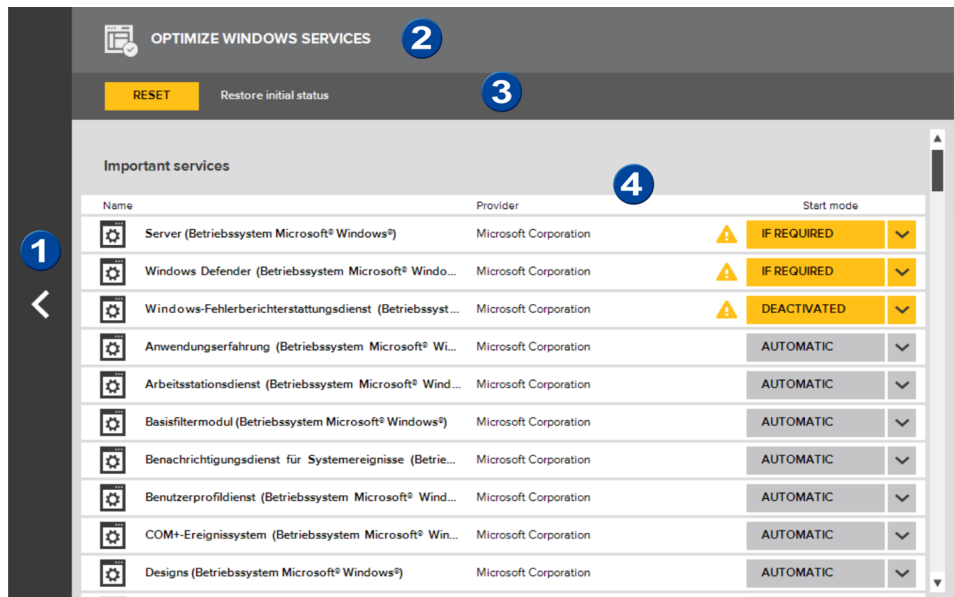 OPTIMIZE WINDOWS SERVICES 2
RESET Restore initial status 3
Important services
4
Name Provider Start mode
1
Server (Betriebssystem Microsoft® Windows®) Microsoft Corporation IF REQUIRED
Windows Defender (Betriebssystem Microsoft® Windo... Microsoft Corporation IF REQUIRED
Windows-Fehlerberichterstattungsdienst (Betriebssyst... Microsoft Corporation DEACTIVATED
Anwendungserfahrung (Betriebssystem Microsoft® Wi... Microsoft Corporation AUTOMATIC
Arbeitsstationsdienst (Betriebssystem Microsoft® Wind... Microsoft Corporation AUTOMATIC
Basisfiltermodul (Betriebssystem Microsoft® Windows®) Microsoft Corporation AUTOMATIC
Benachrichtigungsdienst für Systemereignisse (Betrie... Microsoft Corporation AUTOMATIC
Benutzerprofildienst (Betriebssystem Microsoft® Wind... Microsoft Corporation AUTOMATIC
COM+-Ereignissystem (Betriebssystem Microsoft® Win... Microsoft Corporation AUTOMATIC
Designs (Betriebssystem Microsoft® Windows®) Microsoft Corporation AUTOMATIC